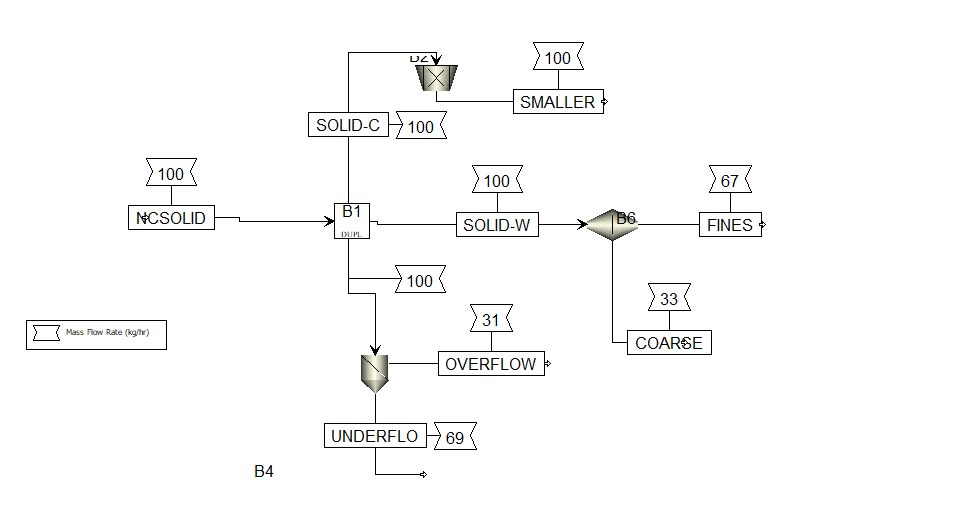 B2
100
SMALLER
SOLID-C
100
100
100
67
NCSOLID
B1
DUPL
SOLID-W
B6
FINES
100
33
31
Mass Flow Rate (kg/hr)
COARSE
OVERFLOW
UNDERFLO
69
B4